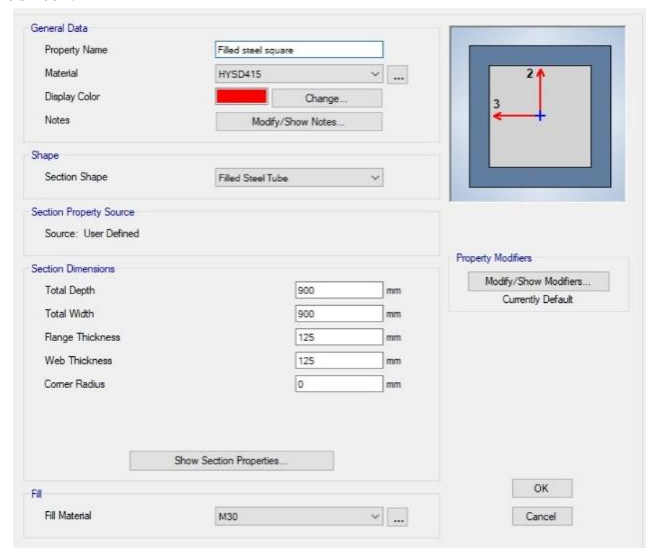 General Data
Property Name Filled steel square
Material HYSD415 ...
Display Color Change...
Notes Modify/Show Notes...
2
3
Shape
Section Shape Filled Steel Tube
Section Property Source
Source: User Defined
Property Modifiers
Modify/Show Modifiers...
Currently Default
Section Dimensions
Total Depth 900 mm
Total Width 900 mm
Flange Thickness 125 mm
Web Thickness 125 mm
Corner Radius 0 mm
Show Section Properties...
Fill
Fill Material M30 ...
OK
Cancel